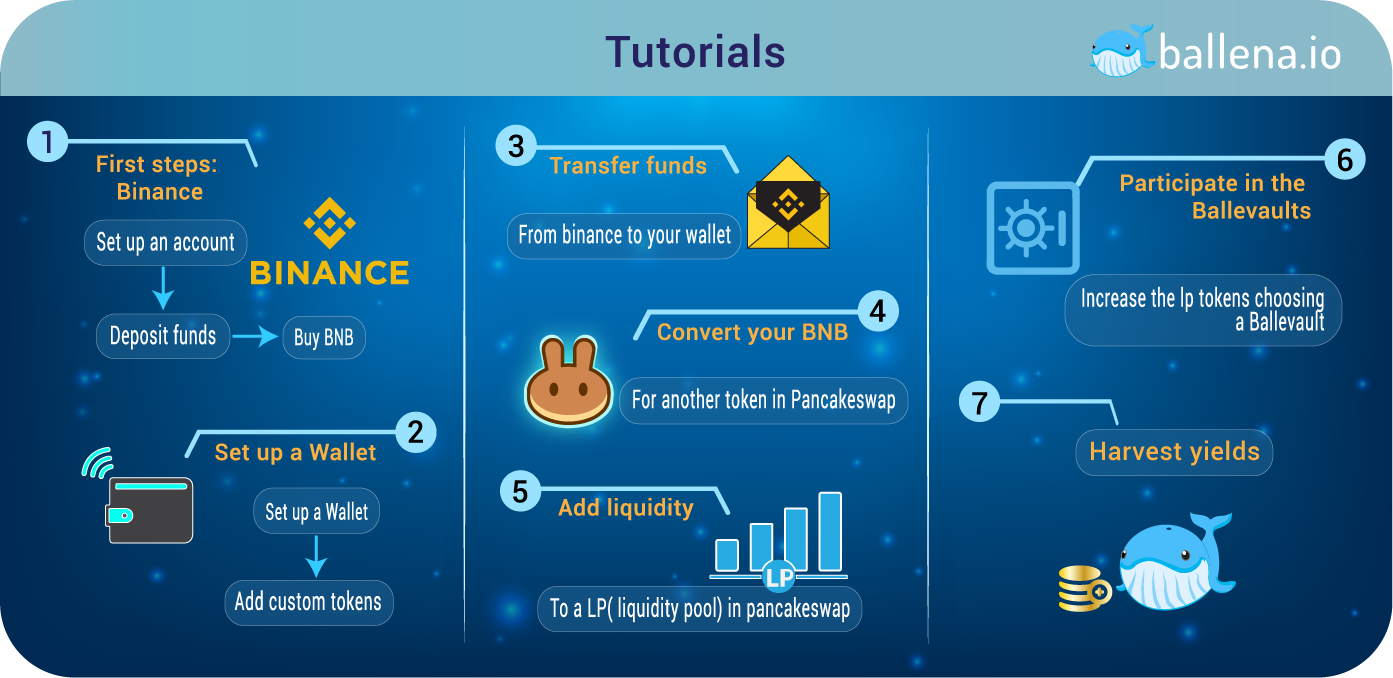 Tutorials
ballena.io
1
First steps:
Binance
Set up an account
BINANCE
Deposit funds
Buy BNB
2
Set up a Wallet
Set up a Wallet
Add custom tokens
3
Transfer funds
From binance to your wallet
4
Convert your BNB
For another token in Pancakeswap
5
Add liquidity
LP
To a LP( liquidity pool) in pancakeswap
6
Participate in the
Ballevaults
Increase the lp tokens choosing
a Ballevault
7
Harvest yields